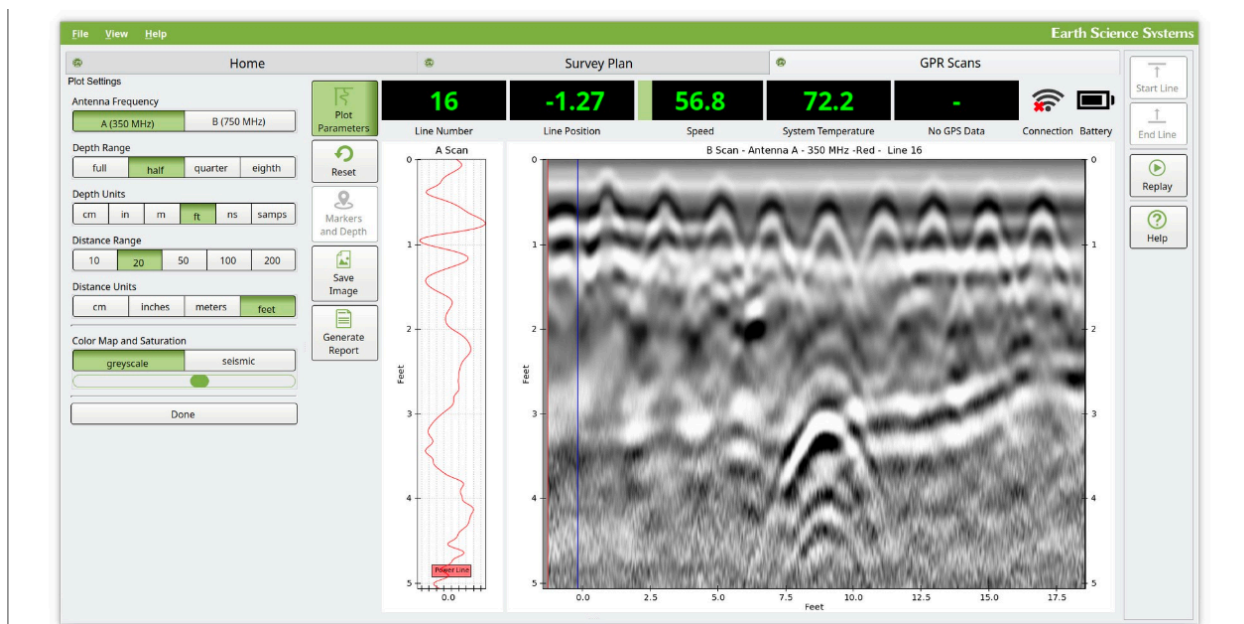 File View Help
Earth Science Systems
Home
Survey Plan
GPR Scans
Plot Settings
Antenna Frequency
A (350 MHz) B (750 MHz)
Depth Range
full half quarter eighth
Depth Units
cm in m ft ns samps
Distance Range
10 20 50 100 200
Distance Units
cm inches meters feet
Color Map and Saturation
greyscale seismic
Done
Plot
Parameters
Reset
Markers
and Depth
Save
Image
Generate
Report
16 -1.27 56.8 72.2 -
Line Number Line Position Speed System Temperature No GPS Data Connection Battery
A Scan
0
1
2
3
4
5
Feet
Power Line
0.0
B Scan - Antenna A - 350 MHz -Red - Line 16
0 0
1 1
2 2
3 3
4 4
5 5
Feet
0.0 2.5 5.0 7.5 10.0 12.5 15.0 17.5
Feet
Start Line
End Line
Replay
Help